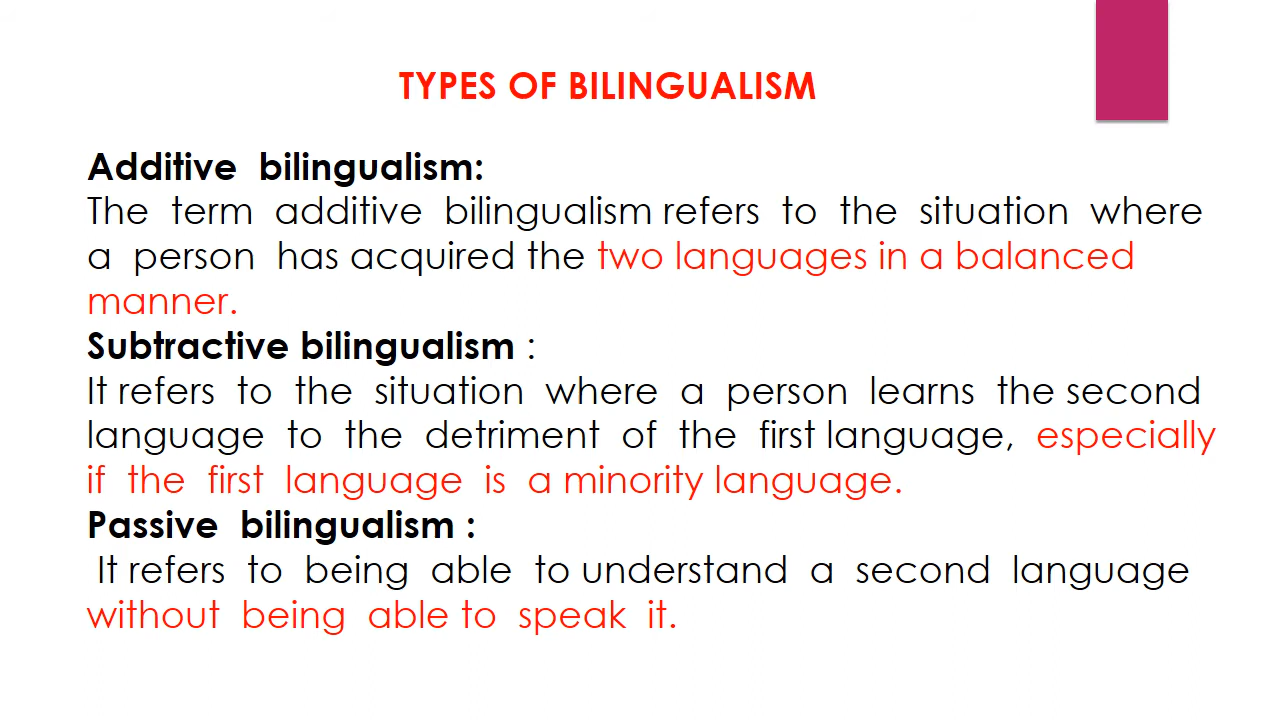 TYPES OF BILINGUALISM
Additive bilingualism:
The term additive bilingualism refers to the situation where
a person has acquired the two languages in a balanced
manner.
Subtractive bilingualism :
It refers to the situation where a person learns the second
language to the detriment of the first language, especially
if the first language is a minority language.
Passive bilingualism :
It refers to being able to understand a second language
without being able to speak it.